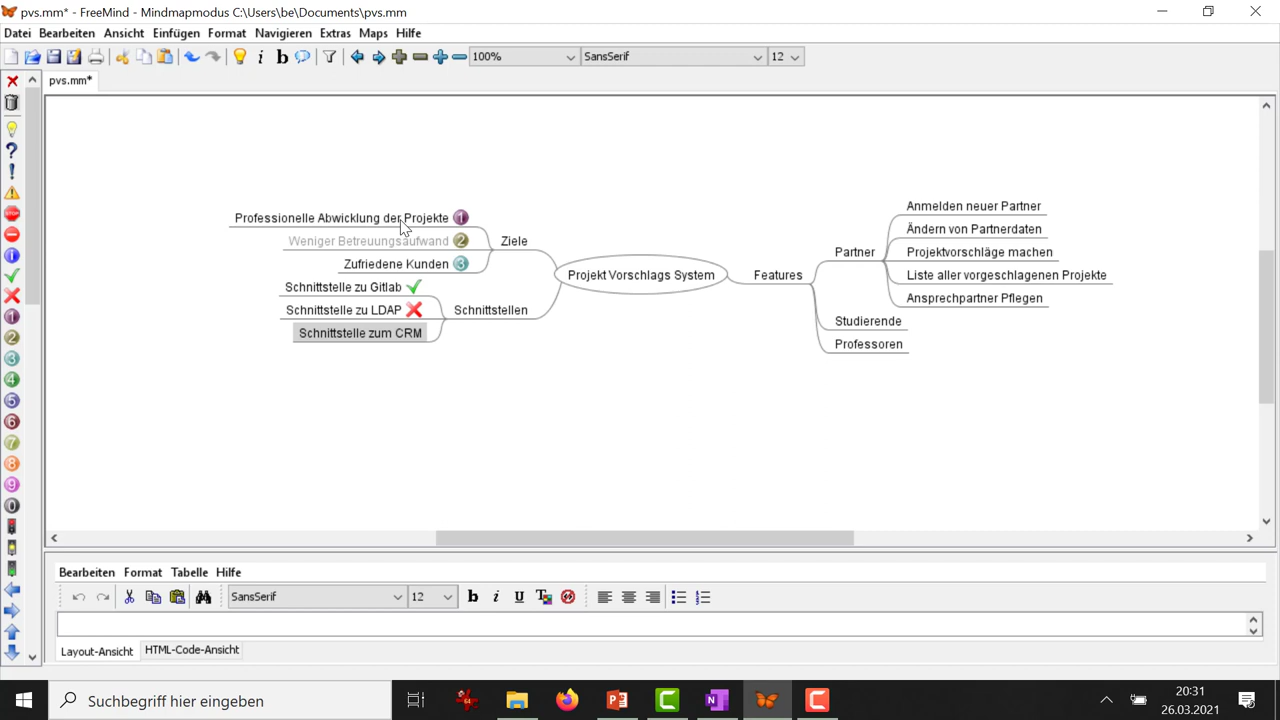 pvs.mm* - FreeMind - Mindmapmodus C:\Users\be\Documents\pvs.mm
Datei Bearbeiten Ansicht Einfügen Format Navigieren Extras Maps Hilfe
100% SansSerif 12
pvs.mm*
Professionelle Abwicklung der Projekte 1
Weniger Betreuungsaufwand 2
Zufriedene Kunden 3
Ziele
Schnittstelle zu Gitlab
Schnittstelle zu LDAP
Schnittstelle zum CRM
Schnittstellen
Projekt Vorschlags System
Features
Partner
Anmelden neuer Partner
Ändern von Partnerdaten
Projektvorschläge machen
Liste aller vorgeschlagenen Projekte
Ansprechpartner Pflegen
Studierende
Professoren
Bearbeiten Format Tabelle Hilfe
SansSerif 12
Layout-Ansicht HTML-Code-Ansicht
Suchbegriff hier eingeben
20:31
26.03.2021